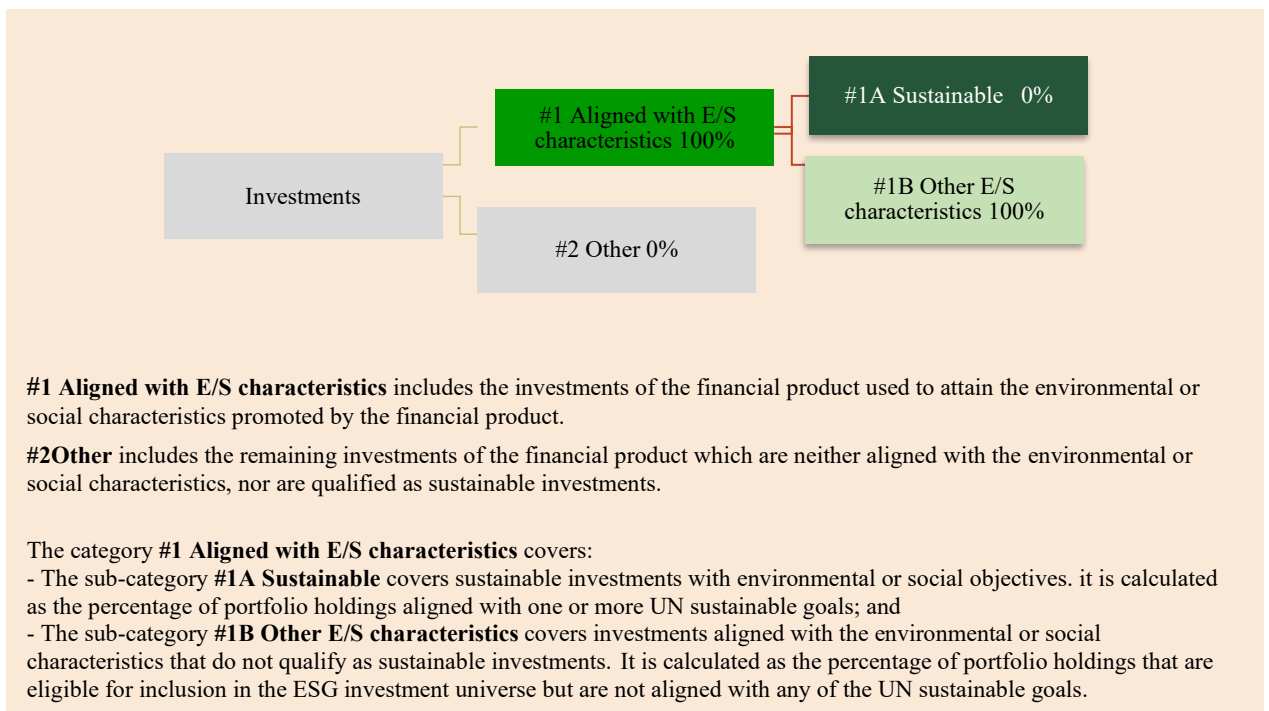 #1A Sustainable 0%
#1 Aligned with E/S
characteristics 100%
#1B Other E/S
characteristics 100%
Investments
#2 Other 0%
#1 Aligned with E/S characteristics includes the investments of the financial product used to attain the environmental or
social characteristics promoted by the financial product.
#2Other includes the remaining investments of the financial product which are neither aligned with the environmental or
social characteristics, nor are qualified as sustainable investments.
The category #1 Aligned with E/S characteristics covers:
- The sub-category #1A Sustainable covers sustainable investments with environmental or social objectives. it is calculated
as the percentage of portfolio holdings aligned with one or more UN sustainable goals; and
- The sub-category #1B Other E/S characteristics covers investments aligned with the environmental or social
characteristics that do not qualify as sustainable investments. It is calculated as the percentage of portfolio holdings that are
eligible for inclusion in the ESG investment universe but are not aligned with any of the UN sustainable goals.